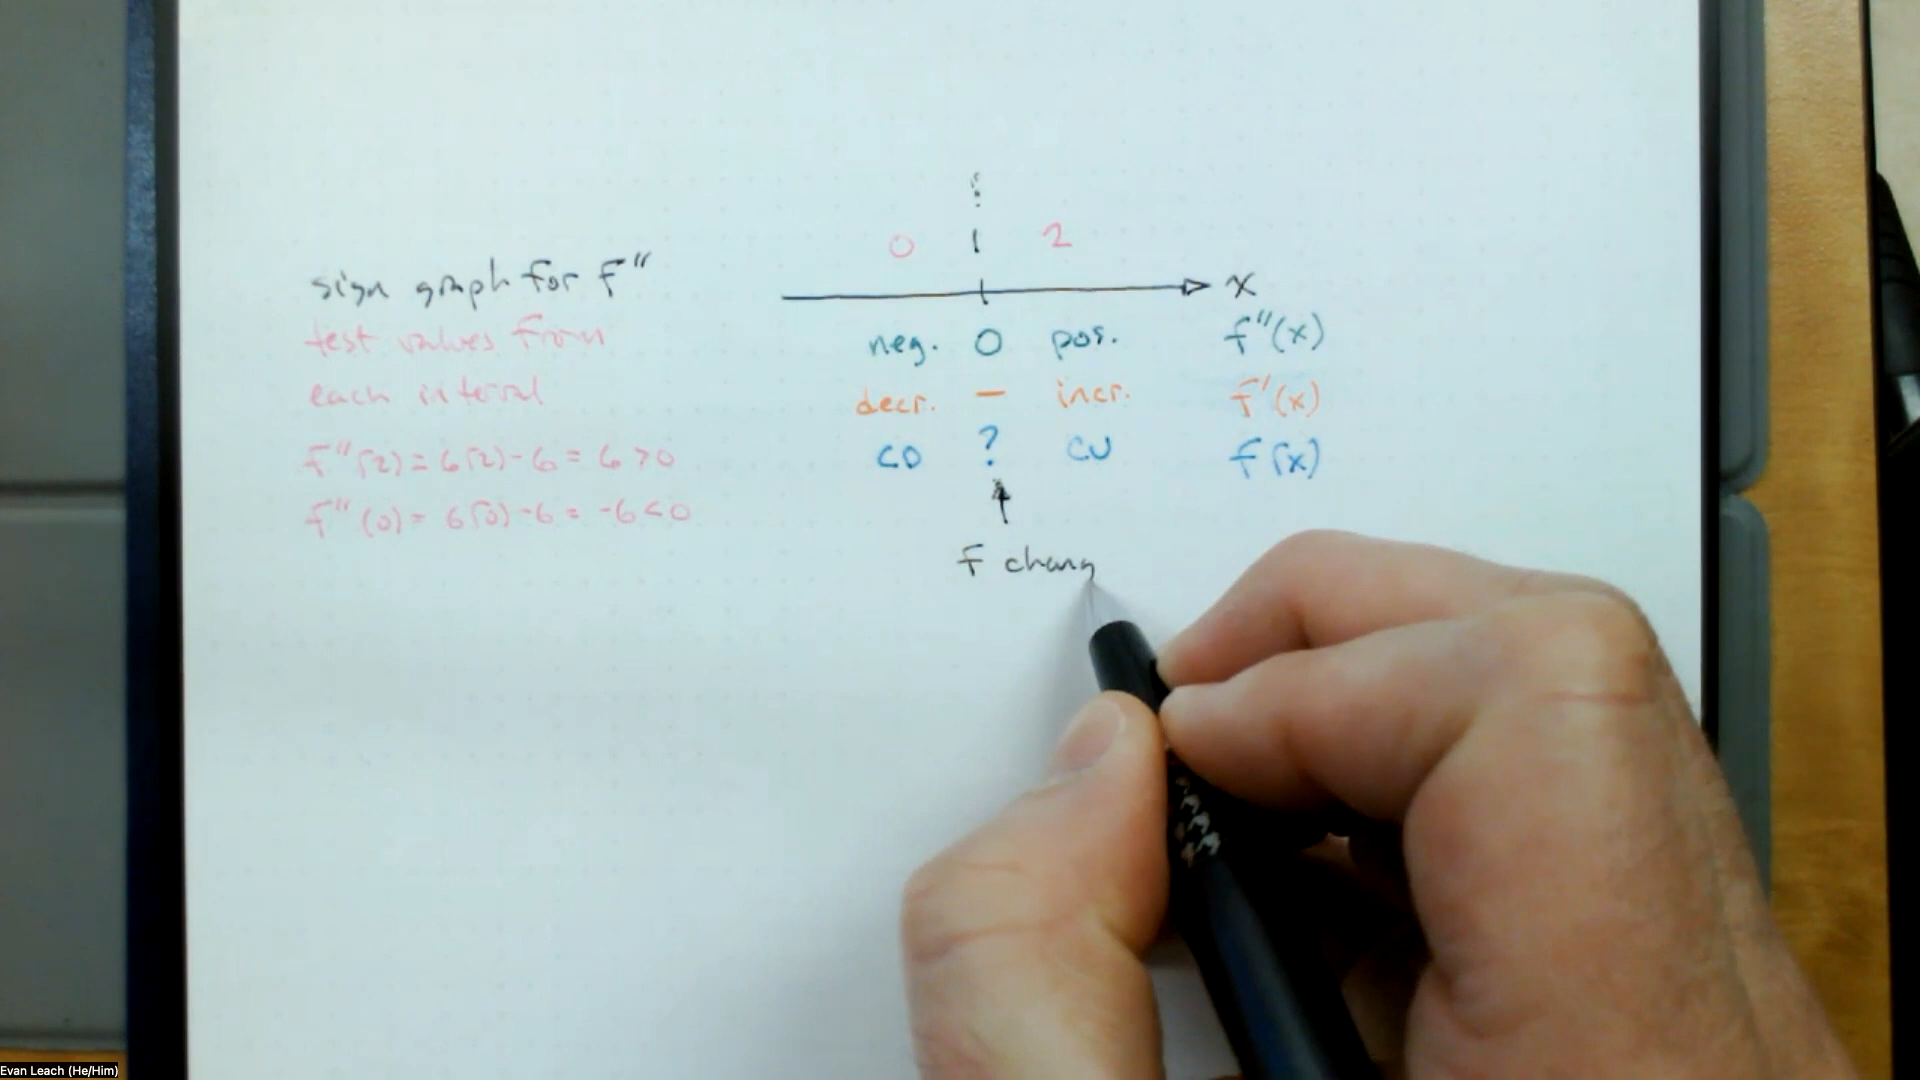 0 1 2
sign graph for f"
x
test values from
neg. 0 pos. f"(x)
each interval
decr. — incr. f'(x)
f"(2) = 6(2)-6 = 6 >0
CD ? CU f(x)
f"(0) = 6(0)-6 = -6<0
f chang
Evan Leach (He/Him)